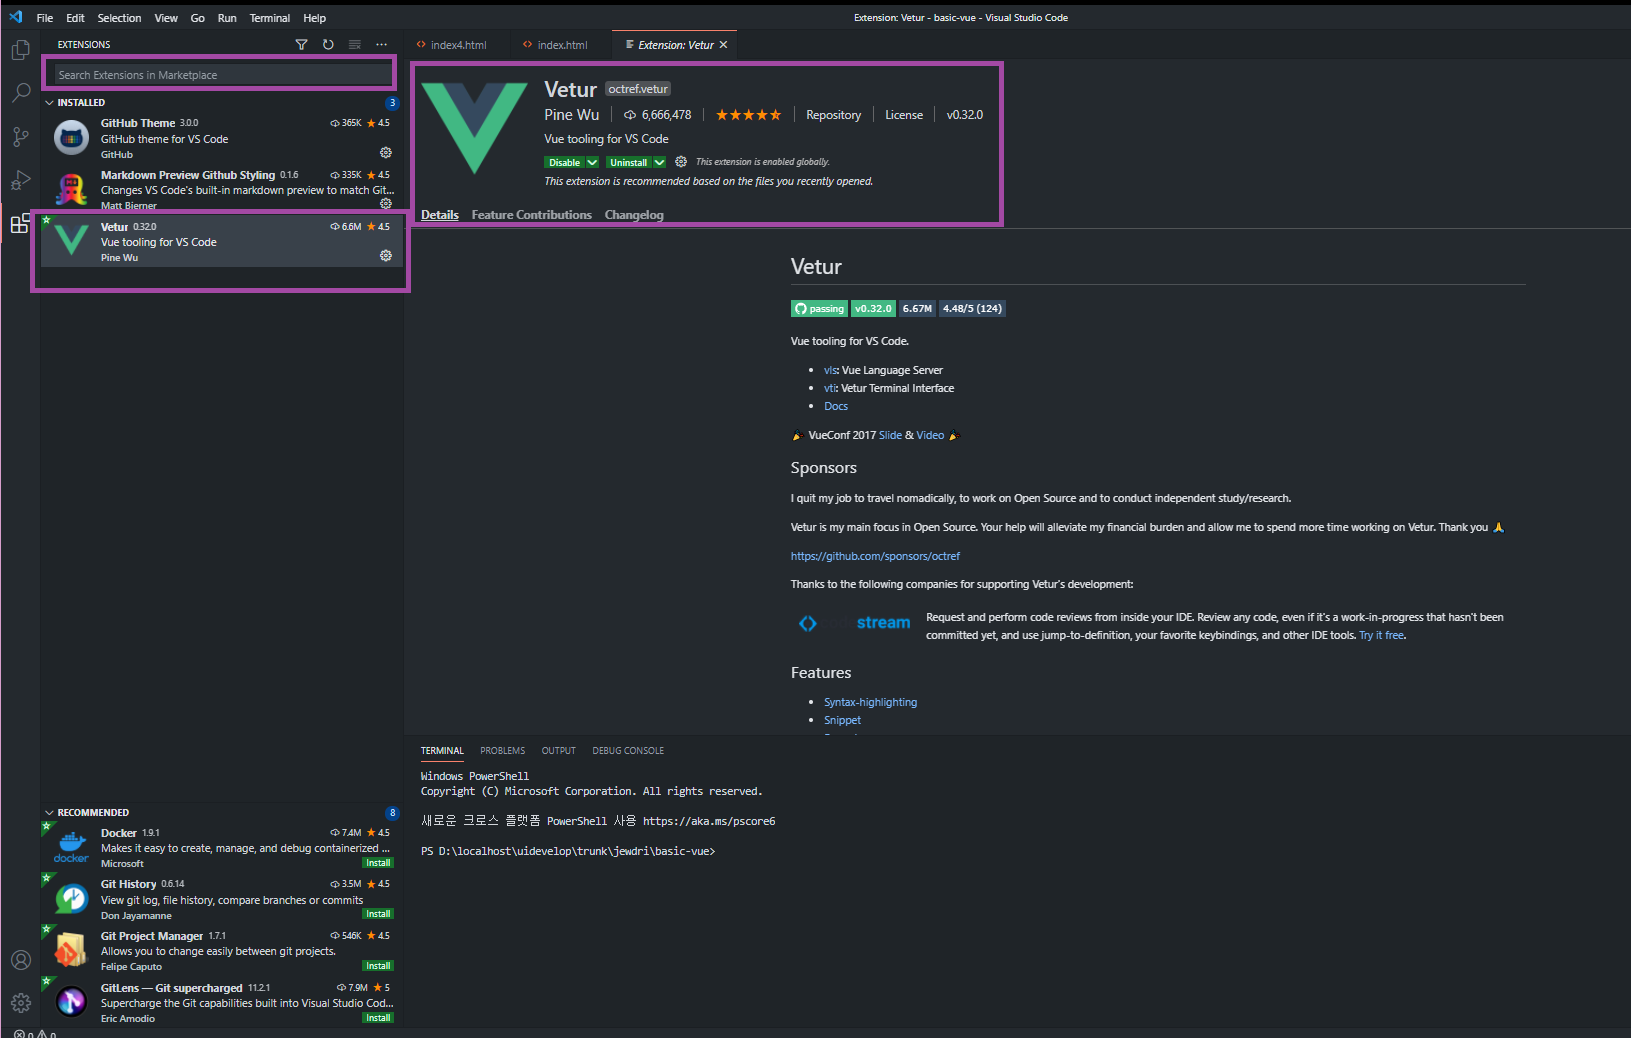 File Edit Selection View Go Run Terminal Help
Extension: Vetur - basic-vue - Visual Studio Code
EXTENSIONS
Search Extensions in Marketplace
INSTALLED 3
GitHub Theme 3.0.0 365K 4.5
GitHub theme for VS Code
GitHub
Markdown Preview Github Styling 0.1.6 335K 4.5
Changes VS Code's built-in markdown preview to match Git...
Matt Bierner
Vetur 0.32.0 6.6M 4.5
Vue tooling for VS Code
Pine Wu
RECOMMENDED 8
docker
Docker 1.9.1 7.4M 4.5
Makes it easy to create, manage, and debug containerized ...
Microsoft Install
Git History 0.6.14 3.5M 4.5
View git log, file history, compare branches or commits
Don Jayamanne Install
Git Project Manager 1.7.1 546K 4.5
Allows you to change easily between git projects.
Felipe Caputo Install
GitLens — Git supercharged 11.2.1 7.9M 5
Supercharge the Git capabilities built into Visual Studio Cod...
Eric Amodio Install
index4.html index.html Extension: Vetur
Vetur octref.vetur
Pine Wu 6,666,478 Repository License v0.32.0
Vue tooling for VS Code
Disable Uninstall This extension is enabled globally.
This extension is recommended based on the files you recently opened.
Details Feature Contributions Changelog
Vetur
passing v0.32.0 6.67M 4.48/5 (124)
Vue tooling for VS Code.
• vls: Vue Language Server
• vti: Vetur Terminal Interface
• Docs
🎉 VueConf 2017 Slide & Video 🎉
Sponsors
I quit my job to travel nomadically, to work on Open Source and to conduct independent study/research.
Vetur is my main focus in Open Source. Your help will alleviate my financial burden and allow me to spend more time working on Vetur. Thank you 🙏
https://github.com/sponsors/octref
Thanks to the following companies for supporting Vetur's development:
stream
Request and perform code reviews from inside your IDE. Review any code, even if it's a work-in-progress that hasn't been
committed yet, and use jump-to-definition, your favorite keybindings, and other IDE tools. Try it free.
Features
• Syntax-highlighting
• Snippet
TERMINAL PROBLEMS OUTPUT DEBUG CONSOLE
Windows PowerShell
Copyright (C) Microsoft Corporation. All rights reserved.
새로운 크로스 플랫폼 PowerShell 사용 https://aka.ms/pscore6
PS D:\localhost\uidevelop\trunk\jewdri\basic-vue>
0 0